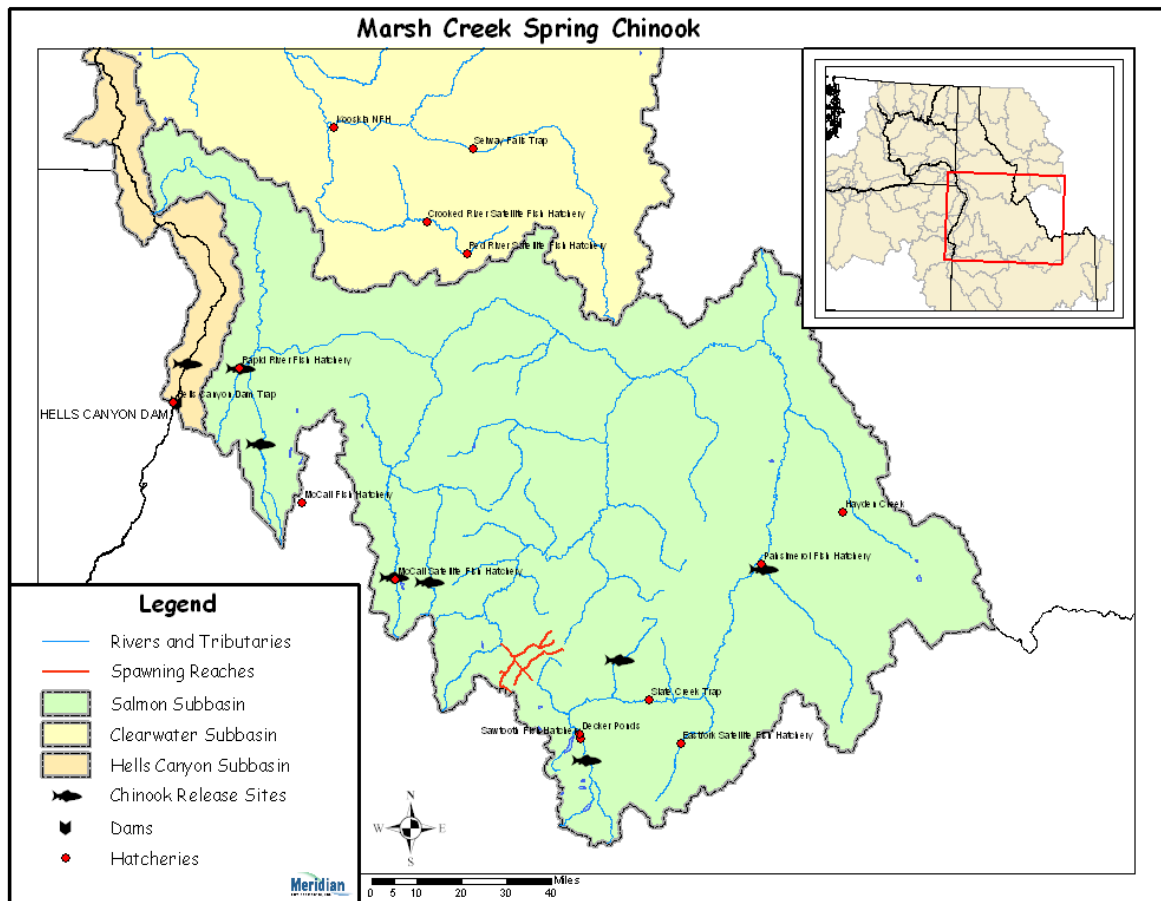 Marsh Creek Spring Chinook
Kooskia NFH
Selway Falls Trap
Crooked River Satellite Fish Hatchery
Red River Satellite Fish Hatchery
Rapid River Fish Hatchery
Hells Canyon Dam Trap
HELLS CANYON DAM
McCall Fish Hatchery
Hayden Creek
Pahsimeroi Fish Hatchery
McCall Satellite Fish Hatchery
Slate Creek Trap
Decker Ponds
Sawtooth Fish Hatchery
Eastfork Satellite Fish Hatchery
Legend
Rivers and Tributaries
Spawning Reaches
Salmon Subbasin
Clearwater Subbasin
Hells Canyon Subbasin
Chinook Release Sites
Dams
Hatcheries
N
W E
S
Meridian
Miles
0 5 10 20 30 40